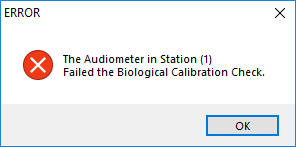 ERROR
The Audiometer in Station (1)
Failed the Biological Calibration Check.
OK